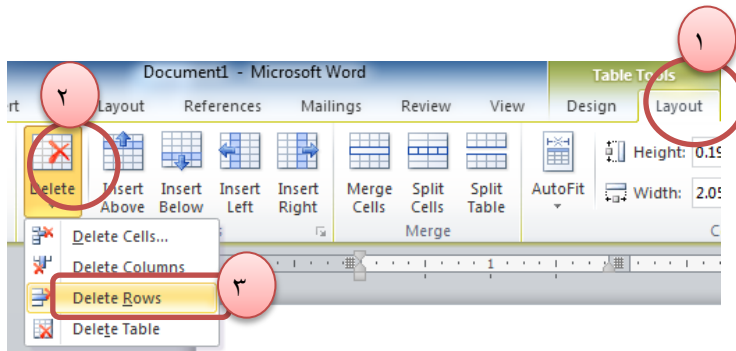 ١
Document1 - Microsoft Word
Table Tools
٢
Layout References Mailings Review View Design Layout
Delete
Insert Above
Insert Below
Insert Left
Insert Right
Merge Cells
Split Cells
Split Table
AutoFit
Height: 0.19
Width: 2.05
Merge
Delete Cells...
Delete Columns
Delete Rows
Delete Table
٣
1